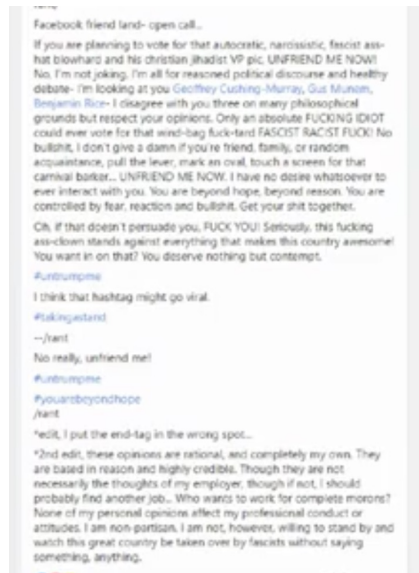 Facebook friend land- open call...
If you are planning to vote for that autocratic, narcissistic, fascist ass-
hat blowhard and his christian jihadist VP pic, UNFRIEND ME NOW!
No, I'm not joking. I'm all for reasoned political discourse and healthy
debate- I'm looking at you Geoffrey Cushing-Murray, Gus Munem,
Benjamin Rice- I disagree with you three on many philosophical
grounds but respect your opinions. Only an absolute FUCKING IDIOT
could ever vote for that wind-bag fuck-tard FASCIST RACIST FUCK! No
bullshit, I don't give a damn if you're friend, family, or random
acquaintance, pull the lever, mark an oval, touch a screen for that
carnival barker... UNFRIEND ME NOW. I have no desire whatsoever to
ever interact with you. You are beyond hope, beyond reason. You are
controlled by fear, reaction and bullshit. Get your shit together.
Oh, if that doesn't persuade you, FUCK YOU! Seriously, this fucking
ass-clown stands against everything that makes this country awesome!
You want in on that? You deserve nothing but contempt.
#untrumpme
I think that hashtag might go viral.
#takingastand
--/rant
No really, unfriend me!
#untrumpme
#youarebeyondhope
/rant
*edit, I put the end-tag in the wrong spot...
*2nd edit, these opinions are rational, and completely my own. They
are based in reason and highly credible. Though they are not
necessarily the thoughts of my employer, though if not, I should
probably find another job... Who wants to work for complete morons?
None of my personal opinions affect my professional conduct or
attitudes. I am non-partisan. I am not, however, willing to stand by and
watch this great country be taken over by fascists without saying
something, anything.